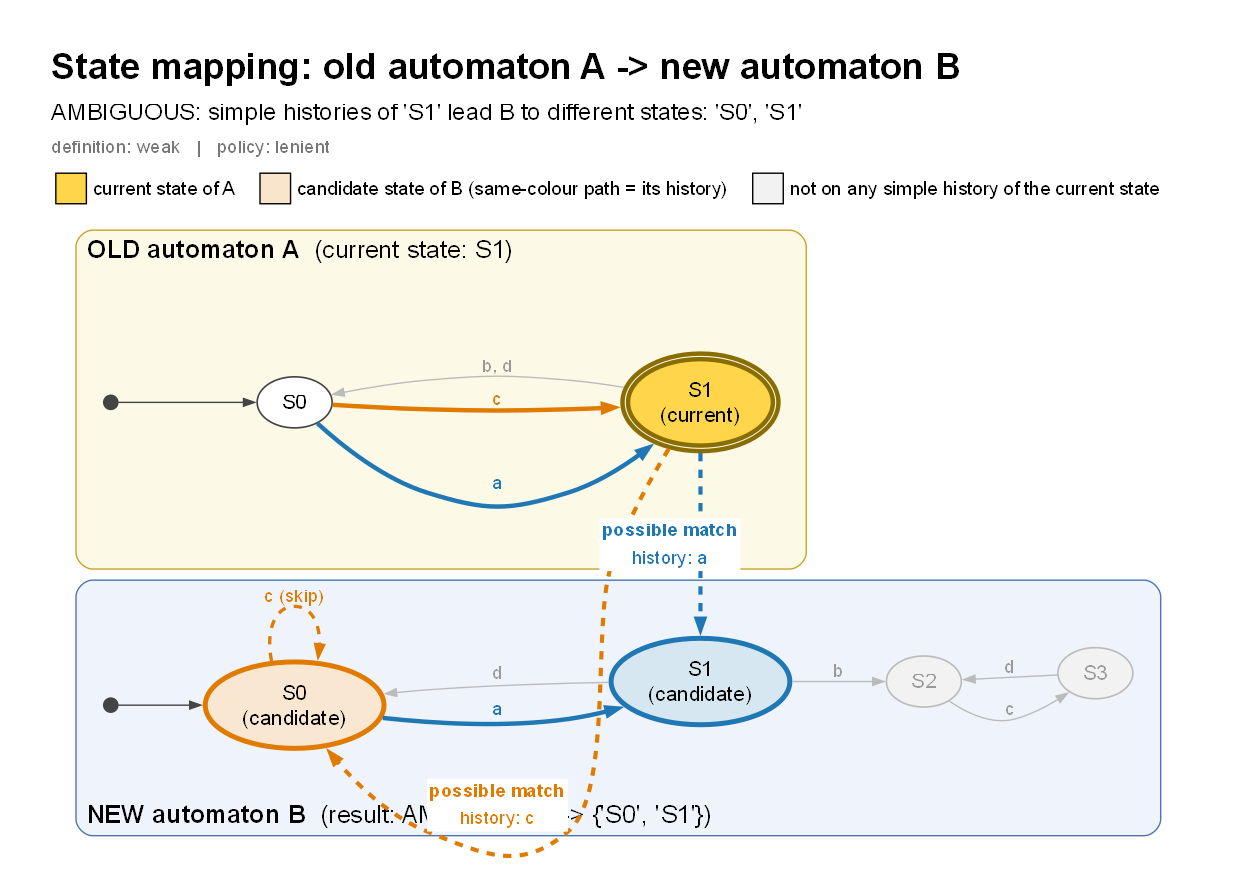 State mapping: old automaton A -> new automaton B
AMBIGUOUS: simple histories of 'S1' lead B to different states: 'S0', 'S1'
definition: weak | policy: lenient
current state of A
candidate state of B (same-colour path = its history)
not on any simple history of the current state
OLD automaton A (current state: S1)
b, d
S0
c
S1
(current)
a
possible match
history: a
c (skip)
S0
(candidate)
d
a
S1
(candidate)
b
S2
d
c
S3
possible match
history: c
NEW automaton B (result: > {'S0', 'S1'})